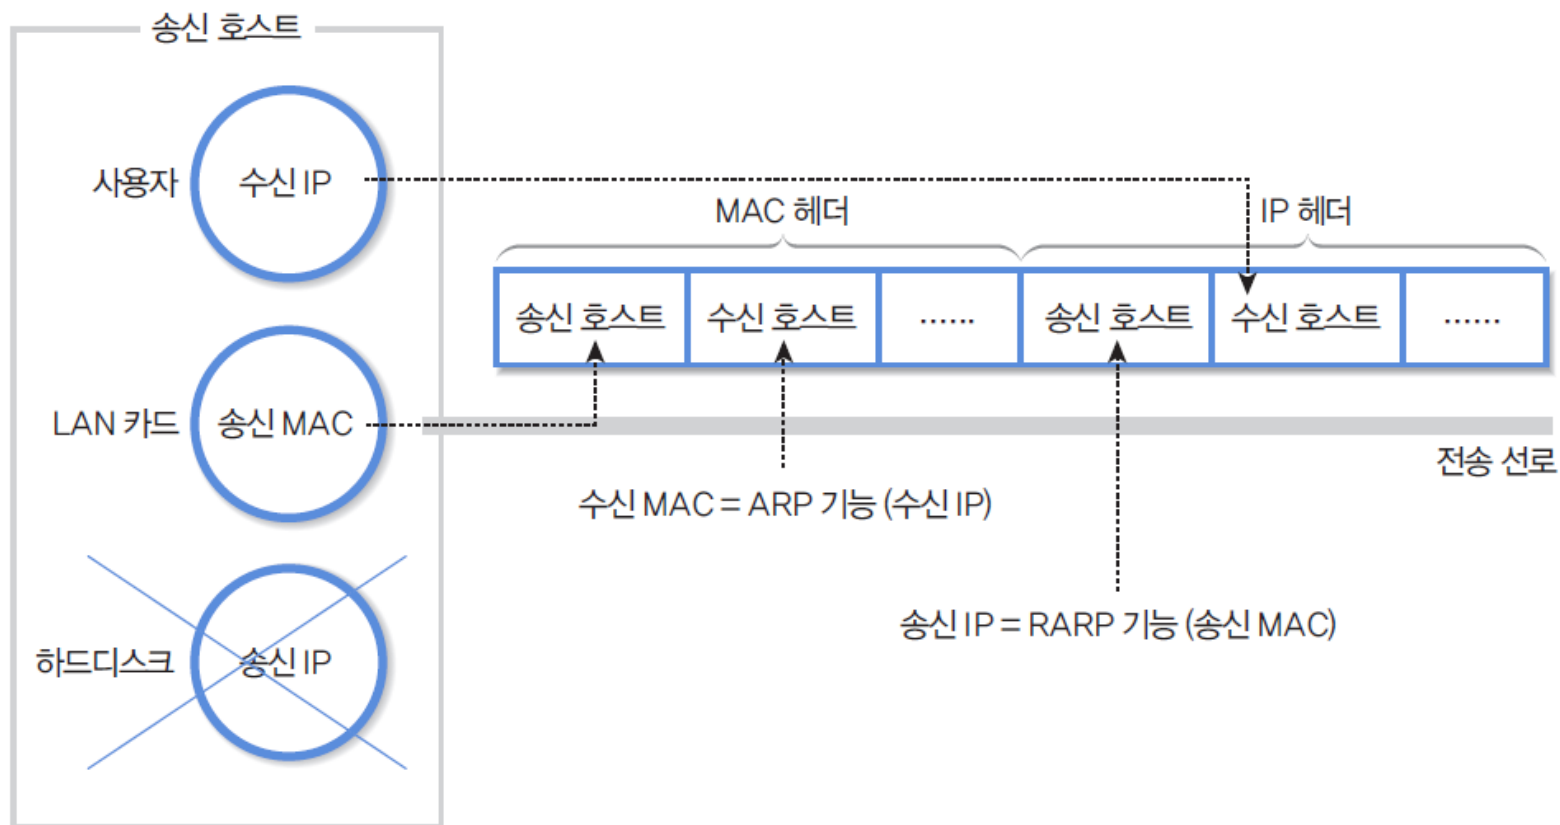 송신 호스트
사용자
수신 IP
MAC 헤더
IP 헤더
송신 호스트
수신 호스트
......
송신 호스트
수신 호스트
......
LAN 카드
송신 MAC
전송 선로
수신 MAC = ARP 기능 (수신 IP)
송신 IP = RARP 기능 (송신 MAC)
하드디스크
송신 IP